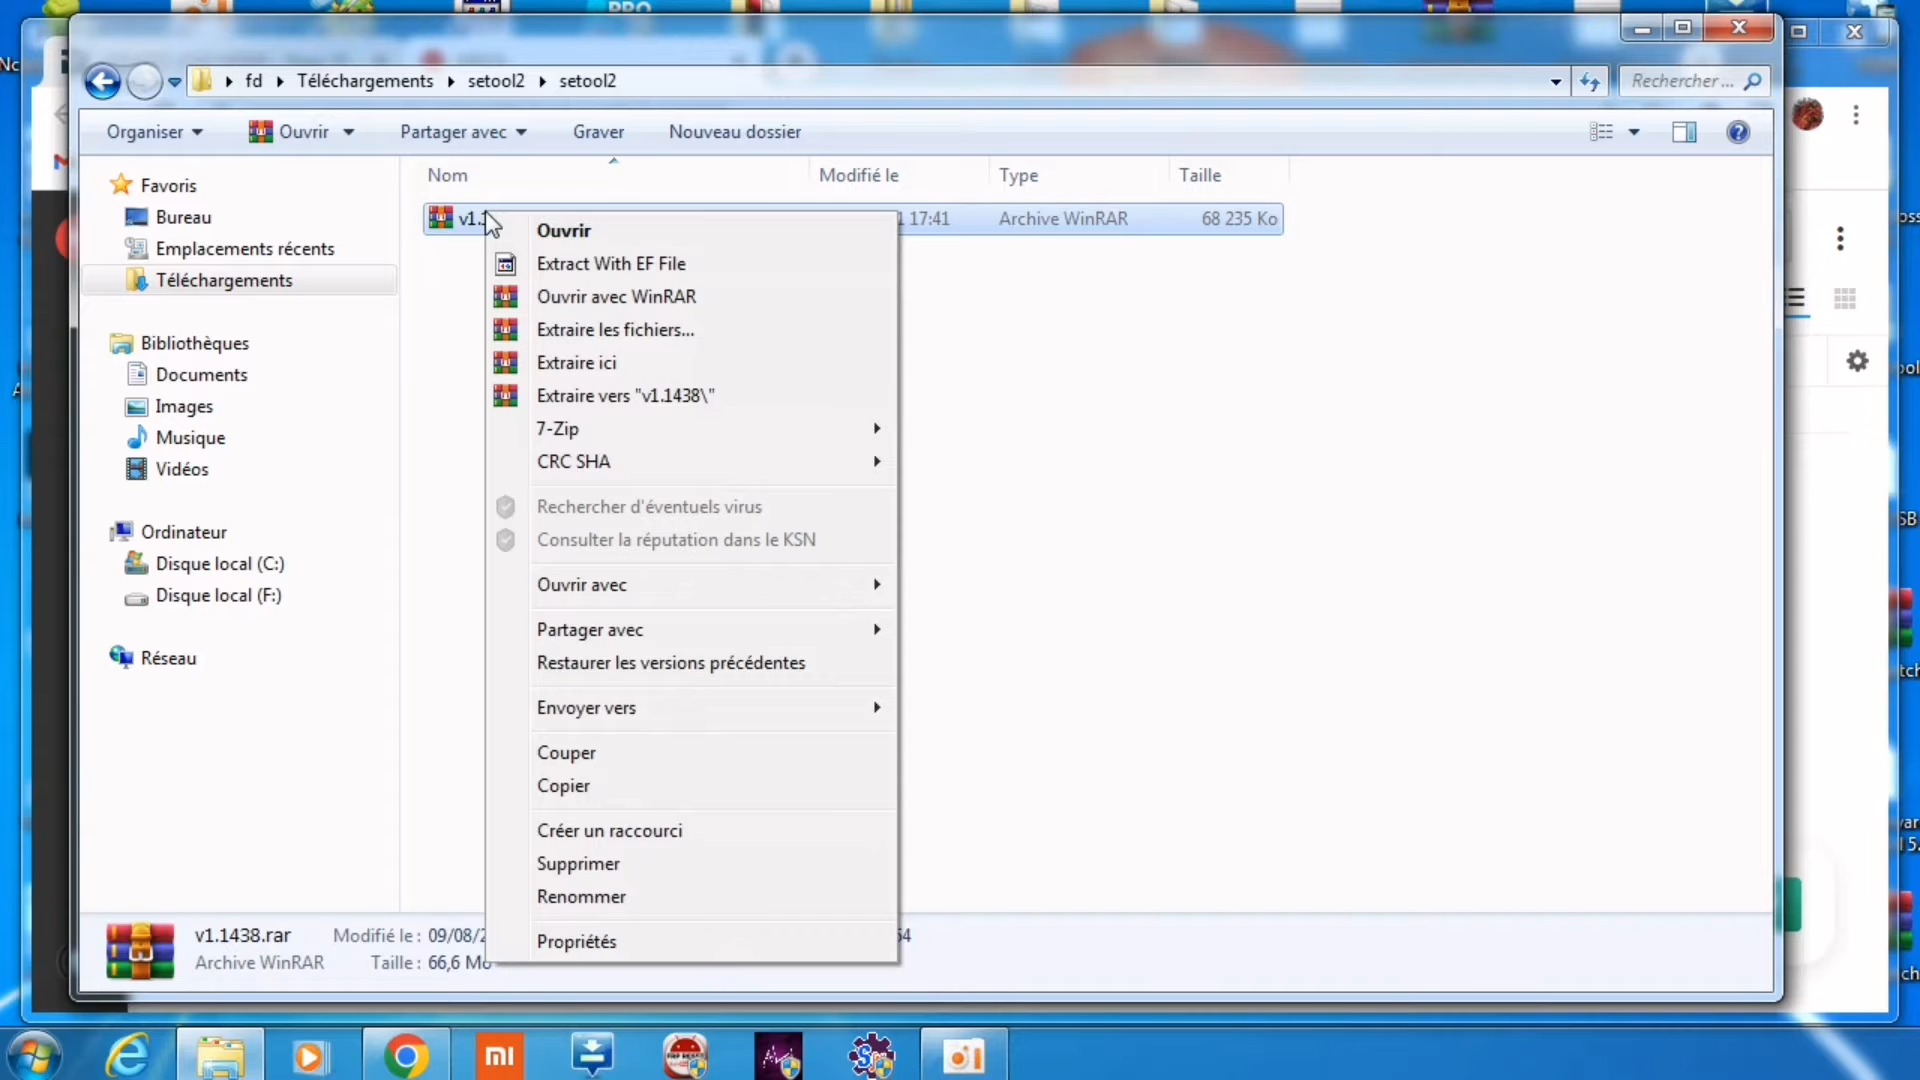 PRO
fd ▸ Téléchargements ▸ setool2 ▸ setool2
Rechercher ...
Organiser
Ouvrir
Partager avec
Graver
Nouveau dossier
Nom
Modifié le
Type
Taille
Favoris
Bureau
Emplacements récents
Téléchargements
Bibliothèques
Documents
Images
Musique
Vidéos
Ordinateur
Disque local (C:)
Disque local (F:)
Réseau
17:41
Archive WinRAR
68 235 Ko
Ouvrir
Extract With EF File
Ouvrir avec WinRAR
Extraire les fichiers...
Extraire ici
Extraire vers "v1.1438\"
7-Zip
CRC SHA
Rechercher d'éventuels virus
Consulter la réputation dans le KSN
Ouvrir avec
Partager avec
Restaurer les versions précédentes
Envoyer vers
Couper
Copier
Créer un raccourci
Supprimer
Renommer
Propriétés
v1.1438.rar
Modifié le : 09/08/2
Archive WinRAR
Taille : 66,6 Mo